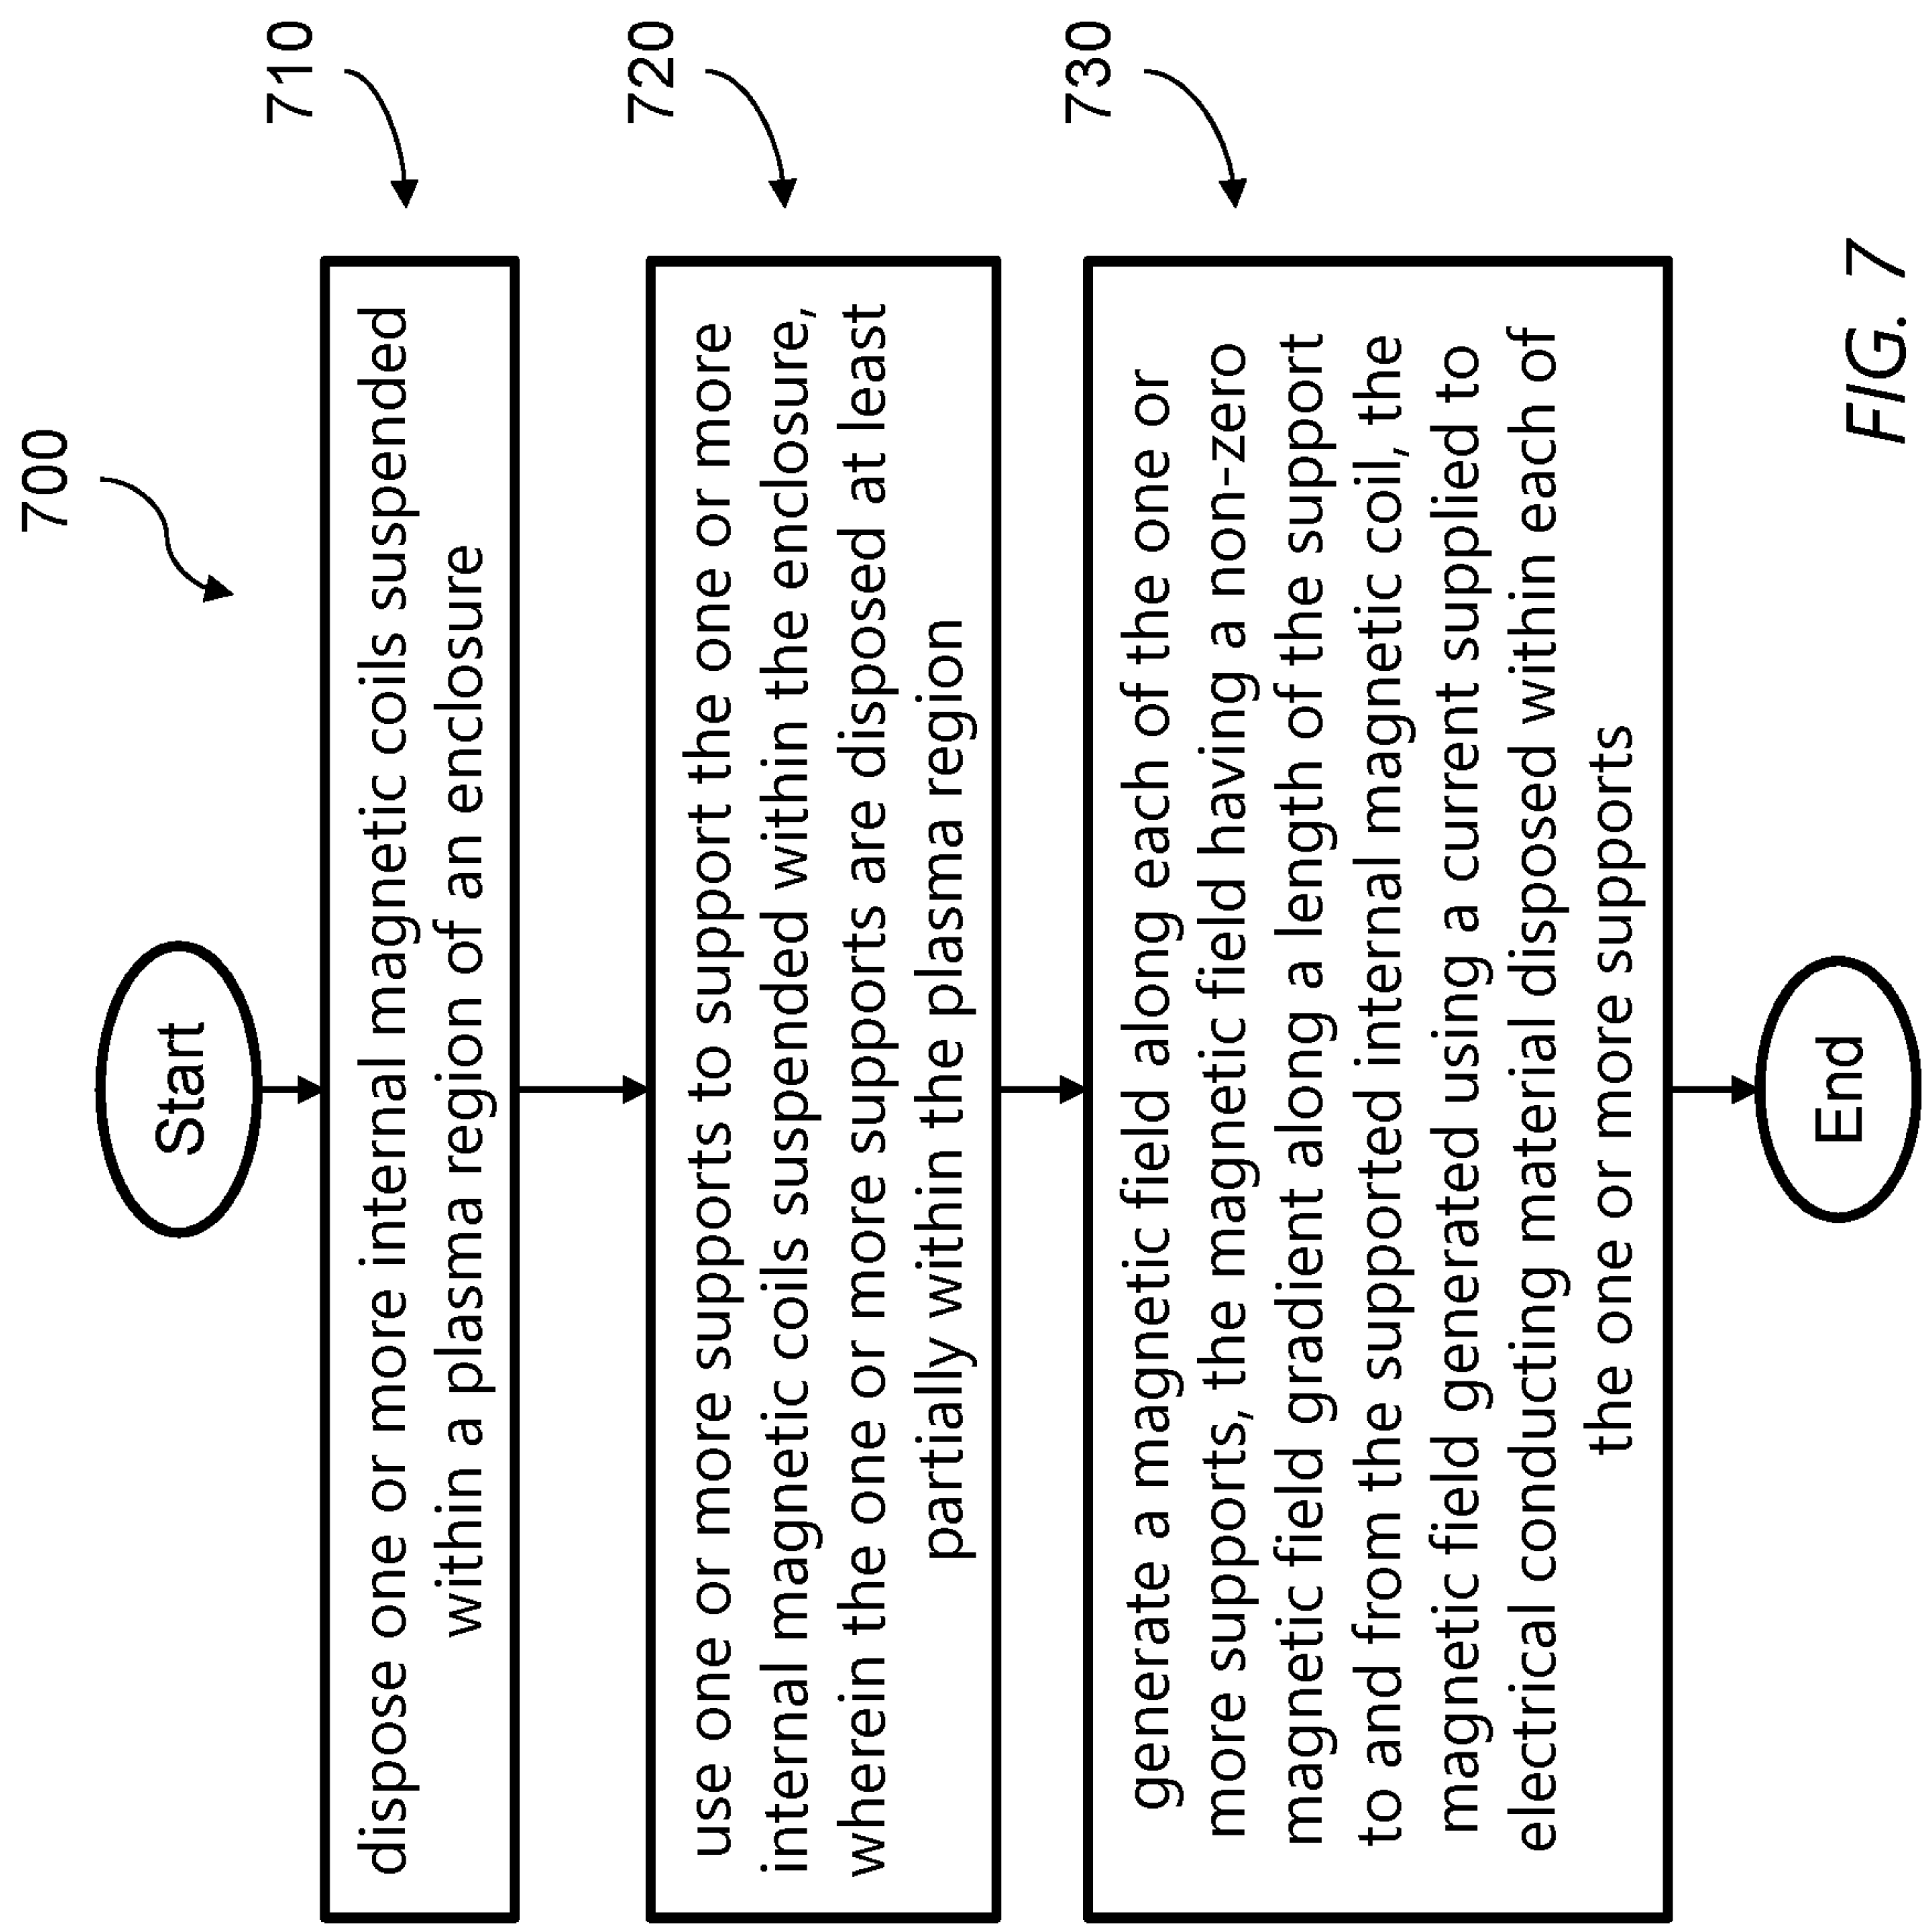 700
Start
710
dispose one or more internal magnetic coils suspended
within a plasma region of an enclosure
720
use one or more supports to support the one or more
internal magnetic coils suspended within the enclosure,
wherein the one or more supports are disposed at least
partially within the plasma region
730
generate a magnetic field along each of the one or
more supports, the magnetic field having a non-zero
magnetic field gradient along a length of the support
to and from the supported internal magnetic coil, the
magnetic field generated using a current supplied to
electrical conducting material disposed within each of
the one or more supports
End
FIG. 7